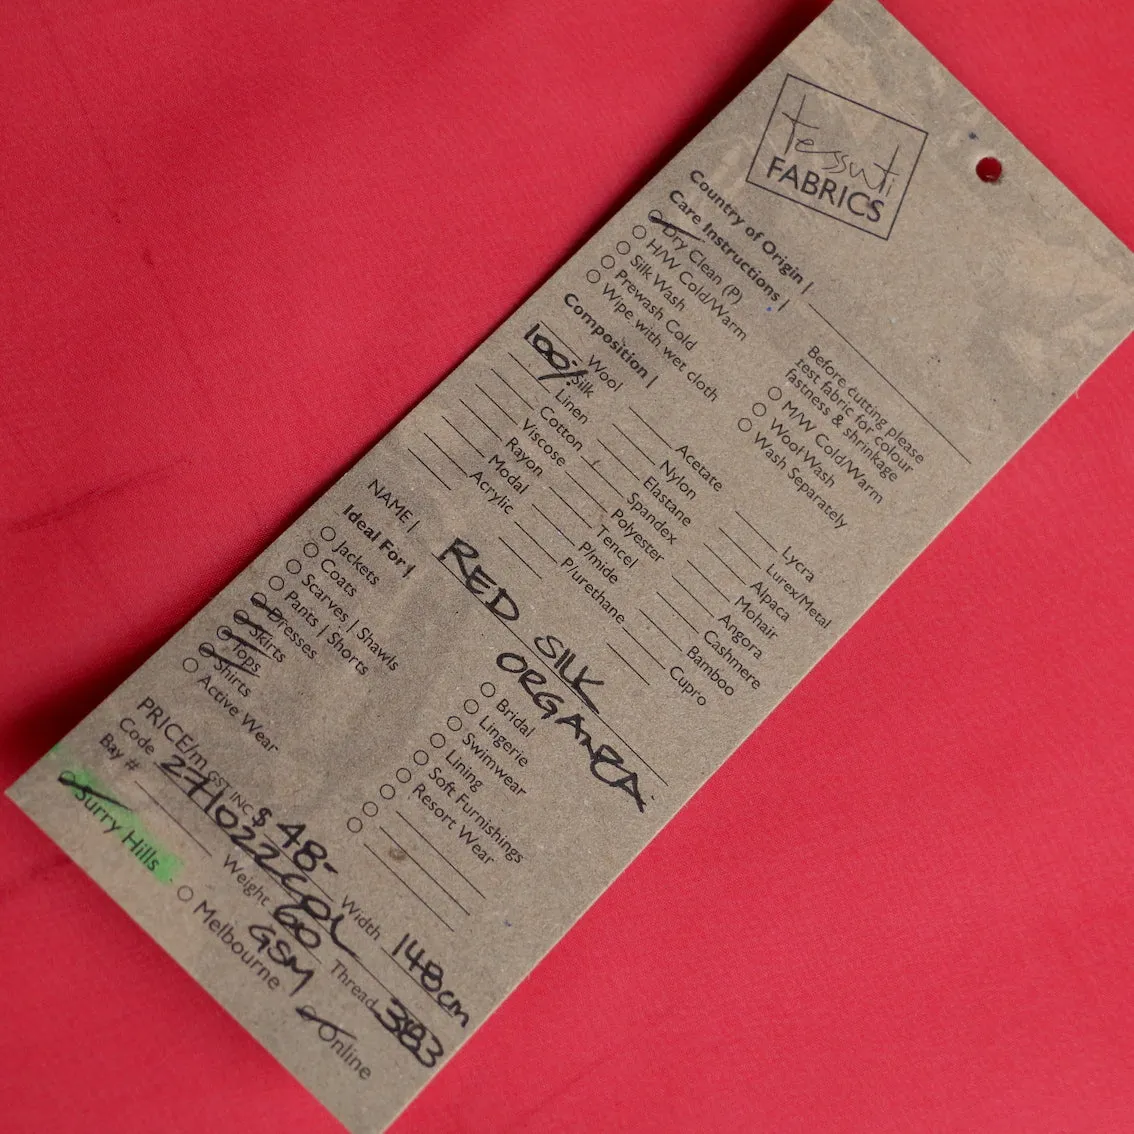 tessuti
FABRICS
Country of Origin |
Care Instructions |
Dry Clean (P)
H/W Cold/Warm
Silk Wash
Prewash Cold
Wipe with wet cloth
Before cutting please
test fabric for colour
fastness & shrinkage
M/W Cold/Warm
Wool Wash
Wash Separately
Composition |
Wool
100% Silk
Linen
Cotton
Viscose
Rayon
Modal
Acrylic
Acetate
Nylon
Elastane
Spandex
Polyester
Tencel
P/mide
P/urethane
Lycra
Lurex/Metal
Alpaca
Mohair
Angora
Cashmere
Bamboo
Cupro
NAME | RED SILK
ORGANZA
Ideal For |
Jackets
Coats
Scarves | Shawls
Pants | Shorts
Dresses
Skirts
Tops
Shirts
Active Wear
Bridal
Lingerie
Swimwear
Lining
Soft Furnishings
Resort Wear
PRICE/m GST INC $48- Width 148cm
Code Thread 383
Bay # Weight 60 GSM
Surry Hills
Melbourne
Online